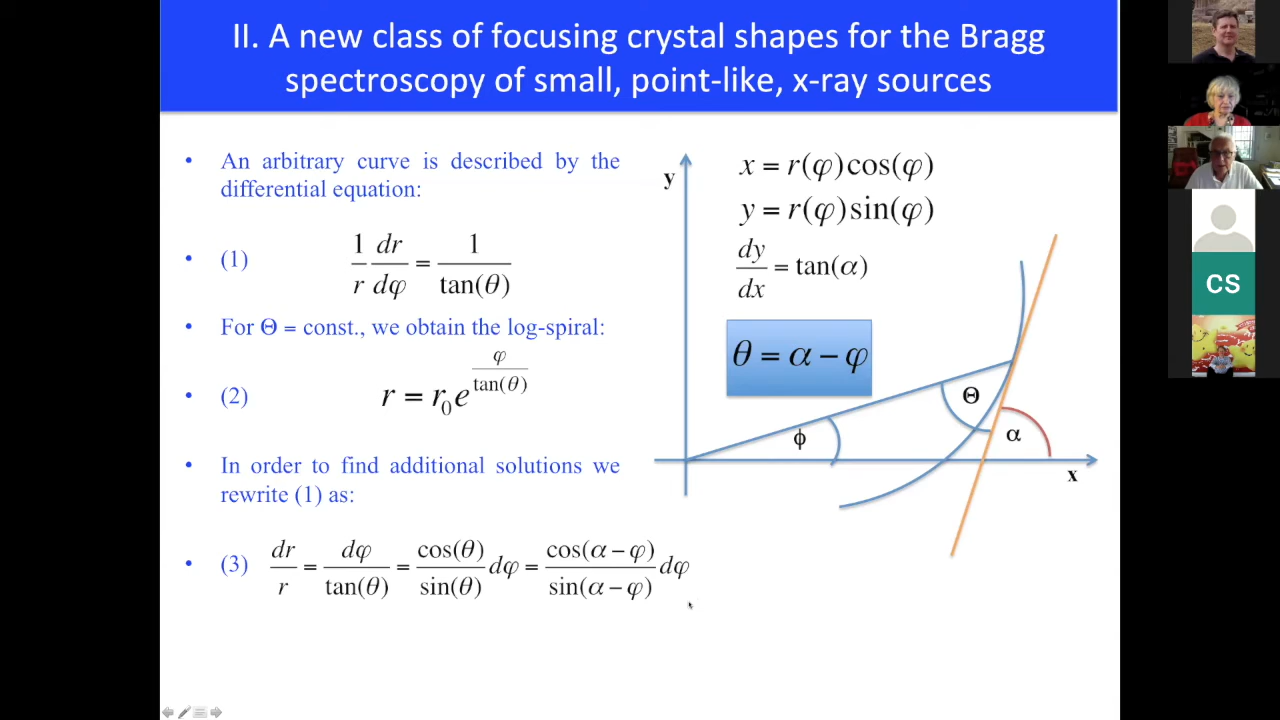 II. A new class of focusing crystal shapes for the Bragg
spectroscopy of small, point-like, x-ray sources
• An arbitrary curve is described by the
differential equation:
• (1) 1/r dr/dφ = 1/tan(θ)
• For Θ = const., we obtain the log-spiral:
• (2) r = r₀e^(φ/tan(θ))
• In order to find additional solutions we
rewrite (1) as:
• (3) dr/r = dφ/tan(θ) = cos(θ)/sin(θ) dφ = cos(α − φ)/sin(α − φ) dφ
y
x = r(φ)cos(φ)
y = r(φ)sin(φ)
dy/dx = tan(α)
θ = α − φ
Θ
ϕ
α
x
CS